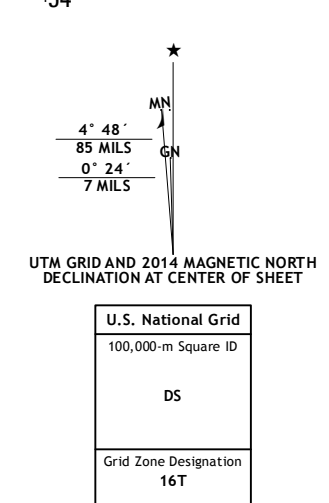 MN
4° 48´
85 MILS
GN
0° 24´
7 MILS
UTM GRID AND 2014 MAGNETIC NORTH
DECLINATION AT CENTER OF SHEET
U.S. National Grid
100,000-m Square ID
DS
Grid Zone Designation
16T